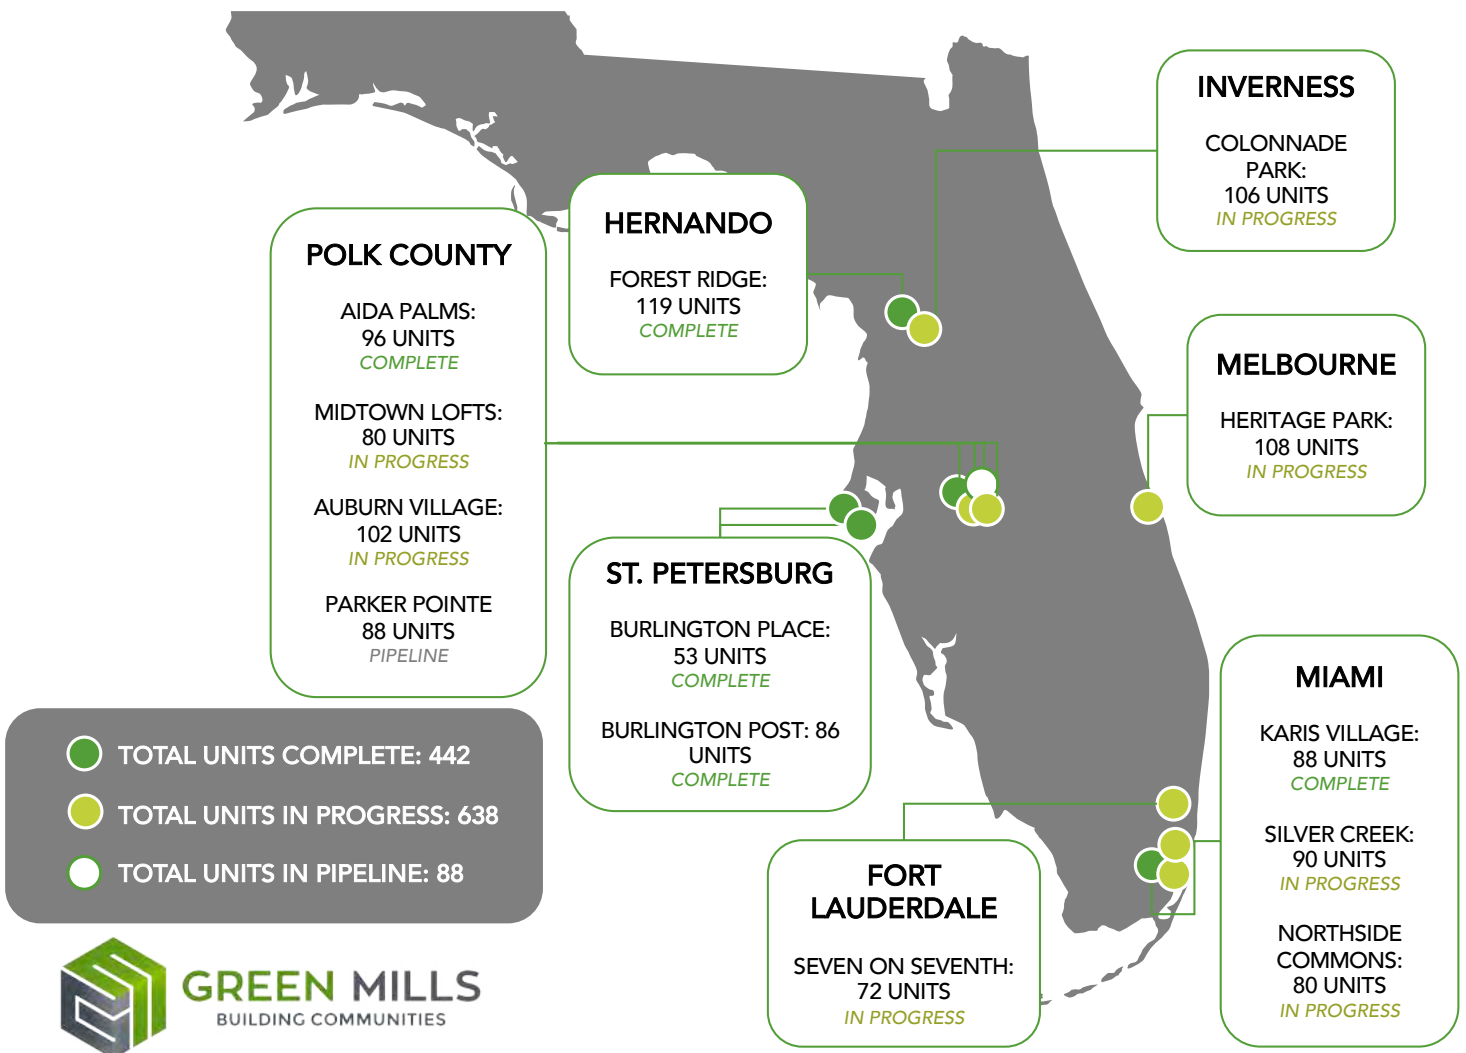 INVERNESS
COLONNADE
PARK:
106 UNITS
IN PROGRESS
HERNANDO
FOREST RIDGE:
119 UNITS
COMPLETE
POLK COUNTY
AIDA PALMS:
96 UNITS
COMPLETE
MIDTOWN LOFTS:
80 UNITS
IN PROGRESS
AUBURN VILLAGE:
102 UNITS
IN PROGRESS
PARKER POINTE
88 UNITS
PIPELINE
MELBOURNE
HERITAGE PARK:
108 UNITS
IN PROGRESS
ST. PETERSBURG
BURLINGTON PLACE:
53 UNITS
COMPLETE
BURLINGTON POST: 86
UNITS
COMPLETE
MIAMI
KARIS VILLAGE:
88 UNITS
COMPLETE
SILVER CREEK:
90 UNITS
IN PROGRESS
NORTHSIDE
COMMONS:
80 UNITS
IN PROGRESS
FORT
LAUDERDALE
SEVEN ON SEVENTH:
72 UNITS
IN PROGRESS
TOTAL UNITS COMPLETE: 442
TOTAL UNITS IN PROGRESS: 638
TOTAL UNITS IN PIPELINE: 88
GREEN MILLS
BUILDING COMMUNITIES